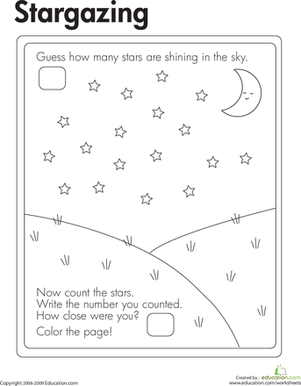 Stargazing
Guess how many stars are shining in the sky.
Now count the stars.
Write the number you counted.
How close were you?
Color the page!
Copyright 2008-2009 Education.com
Created by :
education.com
www.education.com/worksheets